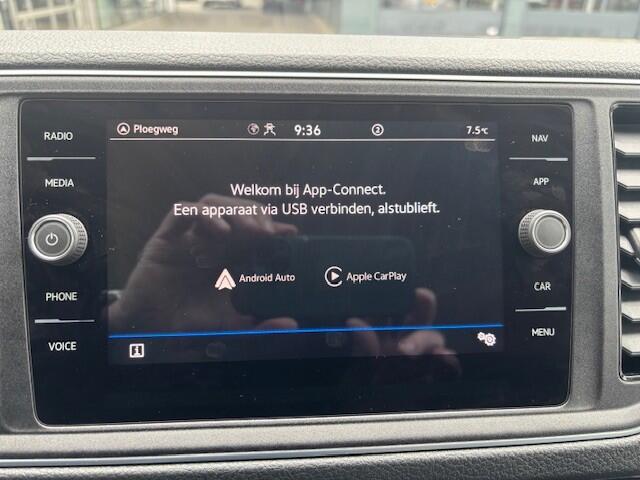 RADIO
MEDIA
PHONE
VOICE
Ploegweg 9:36 2 7.5°C
Welkom bij App-Connect.
Een apparaat via USB verbinden, alstublieft.
Android Auto Apple CarPlay
NAV
APP
CAR
MENU